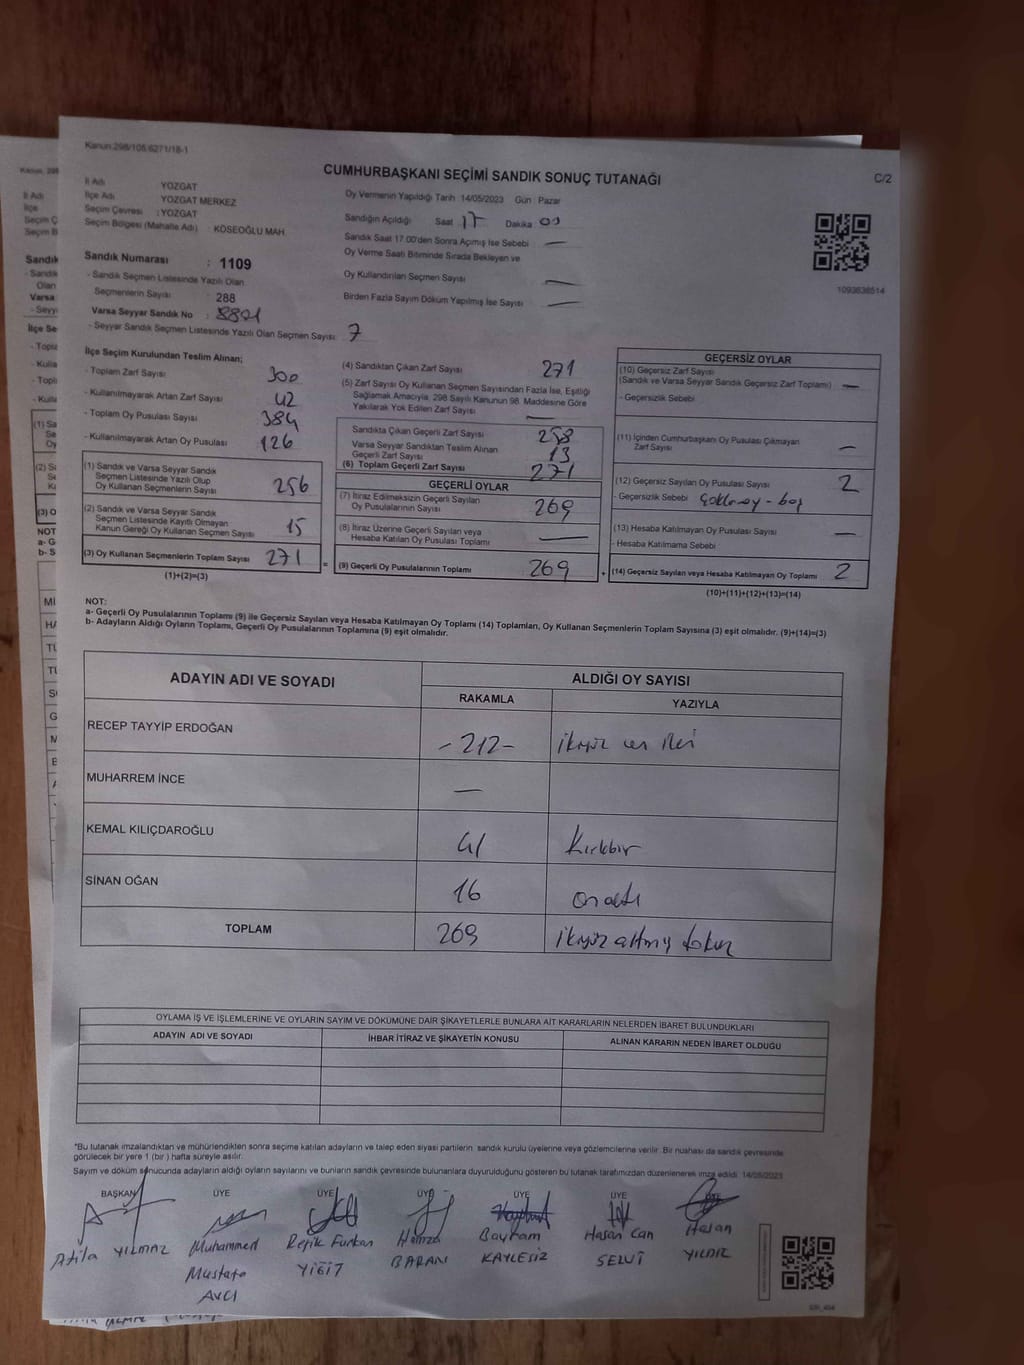 Kanun 298/105 6271/18-1
CUMHURBAŞKANI SEÇİMİ SANDIK SONUÇ TUTANAĞI
C/2
İl Adı YOZGAT
İlçe Adı YOZGAT MERKEZ
Seçim Çevresi : YOZGAT
Seçim Bölgesi (Mahalle Adı) KÖSEOĞLU MAH.
Oy Vermenin Yapıldığı Tarih 14/05/2023 Gün : Pazar
Sandığın Açıldığı Saat 17 Dakika 00
Sandık Saat 17.00'den Sonra Açımış İse Sebebi —
Oy Verme Saati Bitiminde Sırada Bekleyen ve
Oy Kullandırılan Seçmen Sayısı —
Birden Fazla Sayım Döküm Yapılmış İse Sayısı —
1093638514
Sandık Numarası : 1109
- Sandık Seçmen Listesinde Yazılı Olan
Seçmenlerin Sayısı : 288
Varsa Seyyar Sandık No : 8801
- Seyyar Sandık Seçmen Listesinde Yazılı Olan Seçmen Sayısı: 7
İlçe Seçim Kurulundan Teslim Alınan;
- Toplam Zarf Sayısı 300
- Kullanılmayarak Artan Zarf Sayısı 42
- Toplam Oy Pusulası Sayısı 384
- Kullanılmayarak Artan Oy Pusulası 126
(1) Sandık ve Varsa Seyyar Sandık
Seçmen Listesinde Yazılı Olup
Oy Kullanan Seçmenlerin Sayısı 256
(2) Sandık ve Varsa Seyyar Sandık
Seçmen Listesinde Kayıtlı Olmayan
Kanun Gereği Oy Kullanan Seçmen Sayısı 15
(3) Oy Kullanan Seçmenlerin Toplam Sayısı 271 =
(1)+(2)=(3)
(4) Sandıktan Çıkan Zarf Sayısı 271
(5) Zarf Sayısı Oy Kullanan Seçmen Sayısından Fazla İse, Eşitliği
Sağlamak Amacıyla, 298 Sayılı Kanunun 98. Maddesine Göre
Yakılarak Yok Edilen Zarf Sayısı —
Sandıkta Çıkan Geçerli Zarf Sayısı 258
Varsa Seyyar Sandıktan Teslim Alınan
Geçerli Zarf Sayısı 13
(6) Toplam Geçerli Zarf Sayısı 271
GEÇERLİ OYLAR
(7) İtiraz Edilmeksizin Geçerli Sayılan
Oy Pusulalarının Sayısı 269
(8) İtiraz Üzerine Geçerli Sayılan veya
Hesaba Katılan Oy Pusulası Toplamı —
(9) Geçerli Oy Pusulalarının Toplamı 269 +
GEÇERSİZ OYLAR
(10) Geçersiz Zarf Sayısı
(Sandık ve Varsa Seyyar Sandık Geçersiz Zarf Toplamı) —
- Geçersizlik Sebebi
(11) İçinden Cumhurbaşkanı Oy Pusulası Çıkmayan
Zarf Sayısı —
(12) Geçersiz Sayılan Oy Pusulası Sayısı 2
- Geçersizlik Sebebi - boş
(13) Hesaba Katılmayan Oy Pusulası Sayısı —
- Hesaba Katılmama Sebebi
(14) Geçersiz Sayılan veya Hesaba Katılmayan Oy Toplamı 2
(10)+(11)+(12)+(13)=(14)
NOT:
a- Geçerli Oy Pusulalarının Toplamı (9) ile Geçersiz Sayılan veya Hesaba Katılmayan Oy Toplamı (14) Toplamları, Oy Kullanan Seçmenlerin Toplam Sayısına (3) eşit olmalıdır. (9)+(14)=(3)
b- Adayların Aldığı Oyların Toplamı, Geçerli Oy Pusulalarının Toplamına (9) eşit olmalıdır.
ADAYIN ADI VE SOYADI
ALDIĞI OY SAYISI
RAKAMLA
YAZIYLA
RECEP TAYYİP ERDOĞAN -212- ikiyüz on iki
MUHARREM İNCE —
KEMAL KILIÇDAROĞLU 41 Kırkbir
SİNAN OĞAN 16 onaltı
TOPLAM 269 ikiyüz altmış dokuz
OYLAMA İŞ VE İŞLEMLERİNE VE OYLARIN SAYIM VE DÖKÜMÜNE DAİR ŞİKAYETLERLE BUNLARA AİT KARARLARIN NELERDEN İBARET BULUNDUKLARI
ADAYIN ADI VE SOYADI
İHBAR İTİRAZ VE ŞİKAYETİN KONUSU
ALINAN KARARIN NEDEN İBARET OLDUĞU
*Bu tutanak imzalandıktan ve mühürlendikten sonra seçime katılan adayların ve talep eden siyasi partilerin sandık kurulu üyelerine veya gözlemcilerine verilir. Bir nüshası da sandık çevresinde
görülecek bir yere 1 (bir) hafta süreyle asılır.
Sayım ve döküm sonucunda adayların aldığı oyların sayılarını ve bunların sandık çevresinde bulunanlara duyurulduğunu gösteren bu tutanak tarafımızdan düzenlenerek imza edildi. 14/05/2023
BAŞKAN ÜYE ÜYE ÜYE ÜYE ÜYE ÜYE
Atila YILMAZ
Muhammed
Mustafa
AVCI
Refik Furkan
YİĞİT
Hamza
BARAN
Bayram
KAYLESİZ
Hasan Can
SELVİ
Hasan
YILDIZ